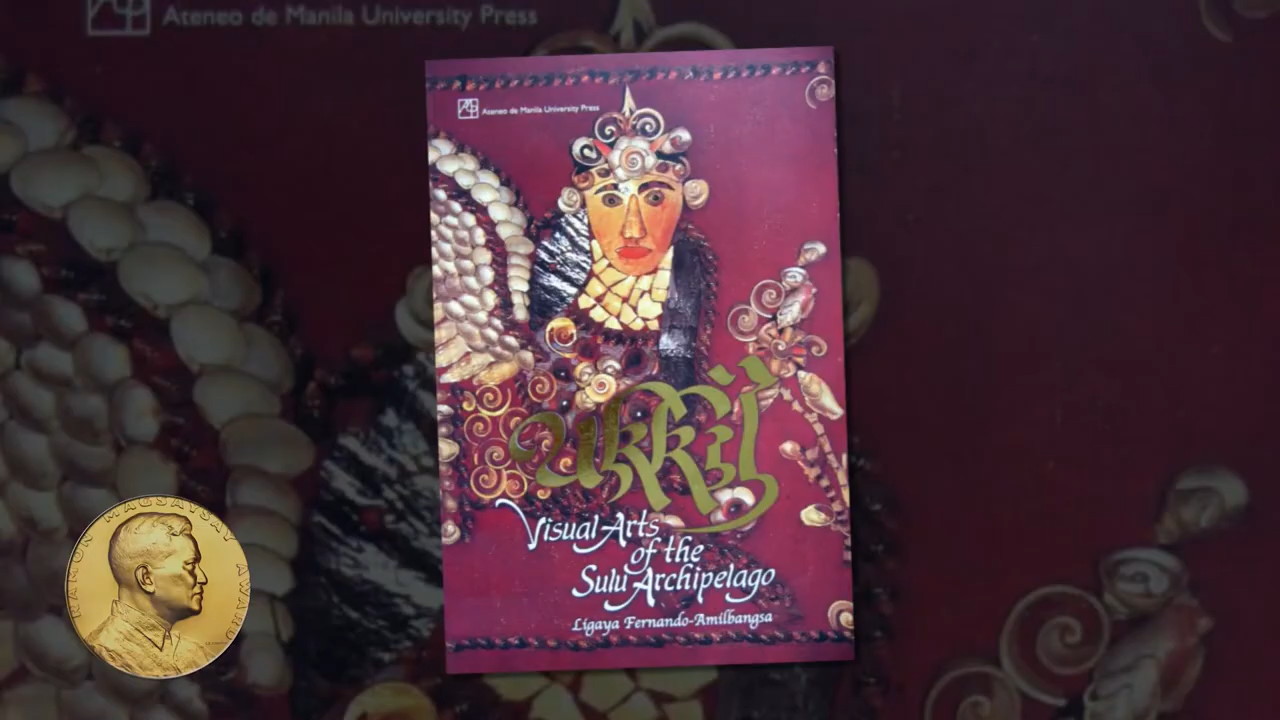 Ateneo de Manila University Press
Ateneo de Manila University Press
ukkil
Visual Arts
of the
Sulu Archipelago
Ligaya Fernando-Amilbangsa
RAMON MAGSAYSAY AWARD